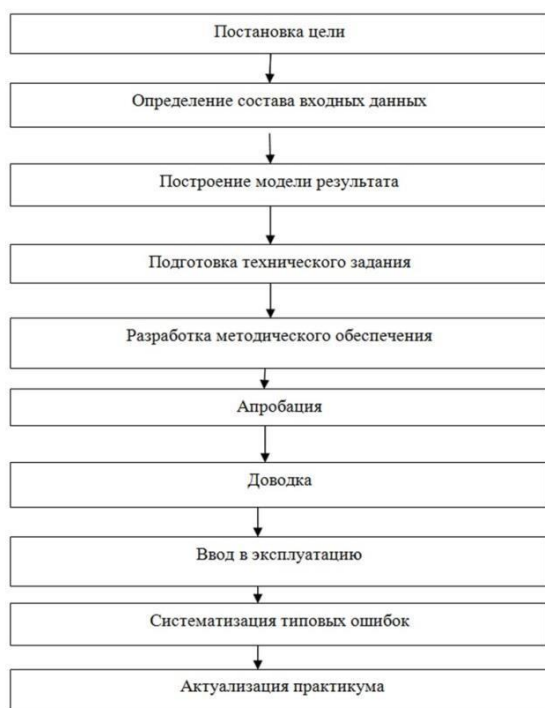 Постановка цели
Определение состава входных данных
Построение модели результата
Подготовка технического задания
Разработка методического обеспечения
Апробация
Доводка
Ввод в эксплуатацию
Систематизация типовых ошибок
Актуализация практикума